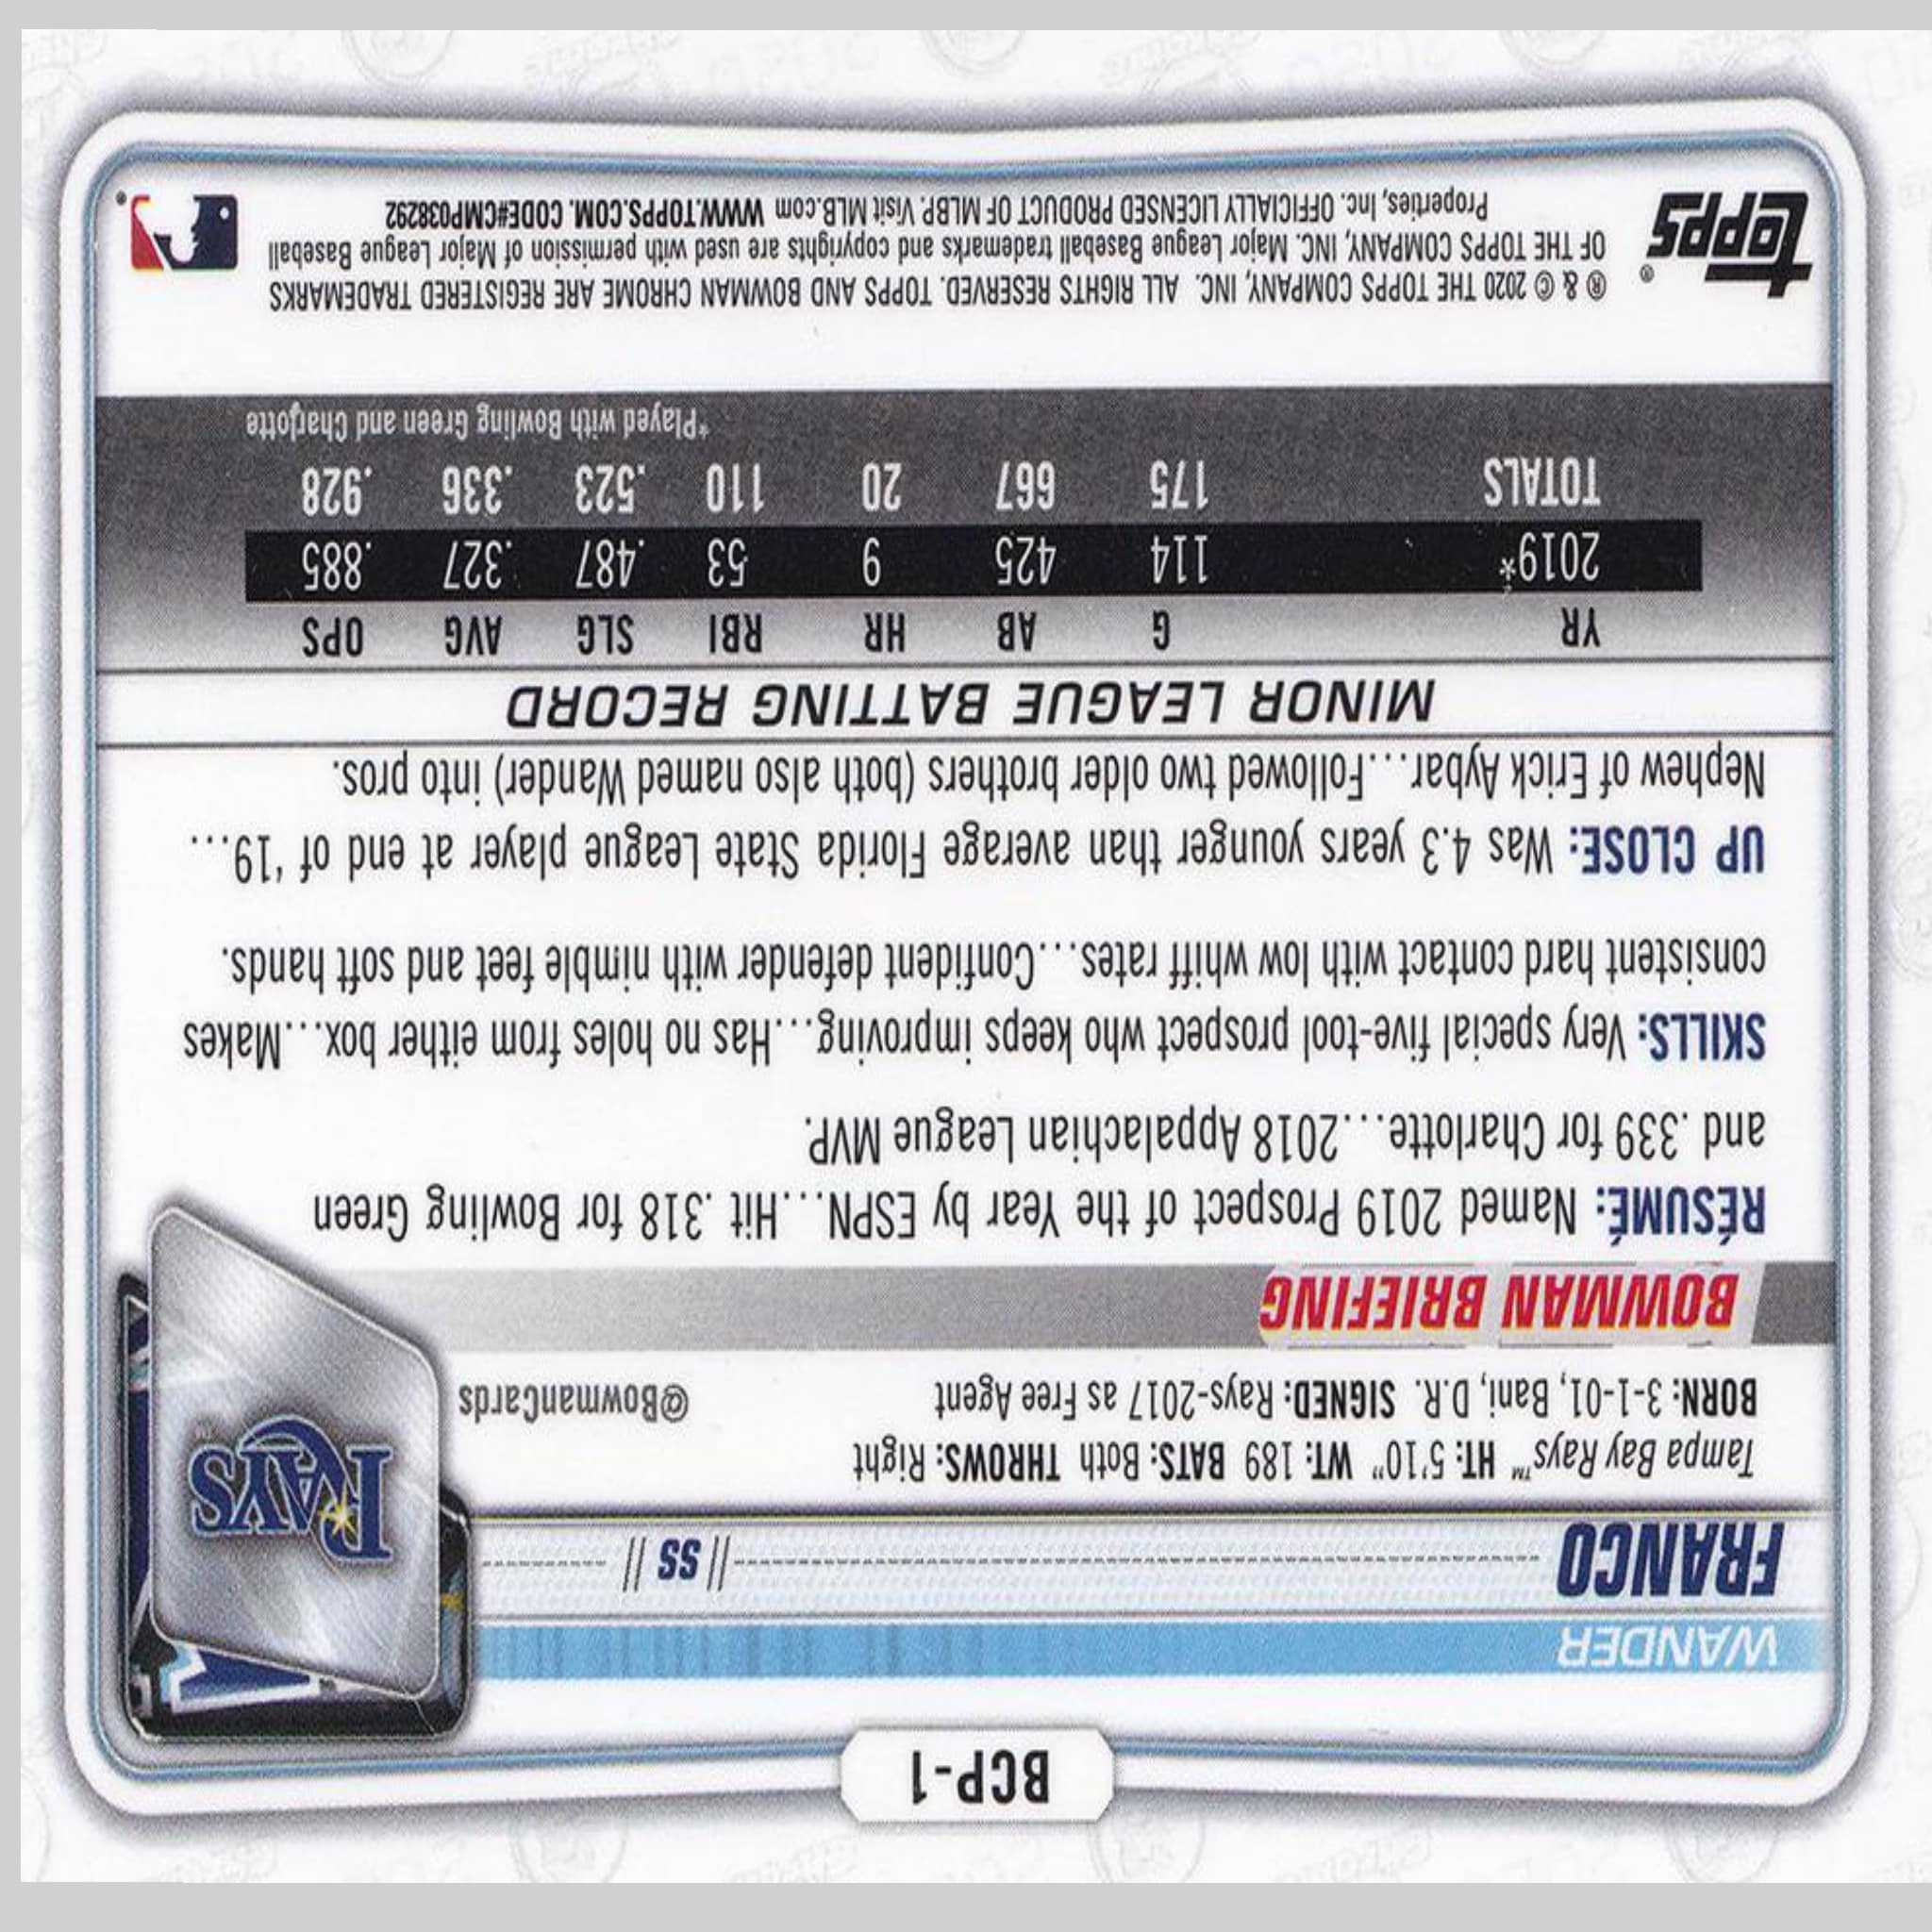 BCP-1
WANDER
FRANCO // SS //
Tampa Bay Rays™ HT: 5'10" WT: 189 BATS: Both THROWS: Right
BORN: 3-1-01, Bani, D.R. SIGNED: Rays-2017 as Free Agent @BowmanCards
RAYS
BOWMAN BRIEFING
RÉSUMÉ: Named 2019 Prospect of the Year by ESPN...Hit .318 for Bowling Green
and .339 for Charlotte...2018 Appalachian League MVP.
SKILLS: Very special five-tool prospect who keeps improving...Has no holes from either box...Makes
consistent hard contact with low whiff rates...Confident defender with nimble feet and soft hands.
UP CLOSE: Was 4.3 years younger than average Florida State League player at end of '19...
Nephew of Erick Aybar...Followed two older brothers (both also named Wander) into pros.
MINOR LEAGUE BATTING RECORD
YR G AB HR RBI SLG AVG OPS
2019* 114 425 9 53 .487 .327 .885
TOTALS 175 667 20 110 .523 .336 .928
*Played with Bowling Green and Charlotte
® & © 2020 THE TOPPS COMPANY, INC. ALL RIGHTS RESERVED. TOPPS AND BOWMAN CHROME ARE REGISTERED TRADEMARKS
OF THE TOPPS COMPANY, INC. Major League Baseball trademarks and copyrights are used with permission of Major League Baseball
Properties, Inc. OFFICIALLY LICENSED PRODUCT OF MLBP. Visit MLB.com WWW.TOPPS.COM. CODE#CMP038292
topps®